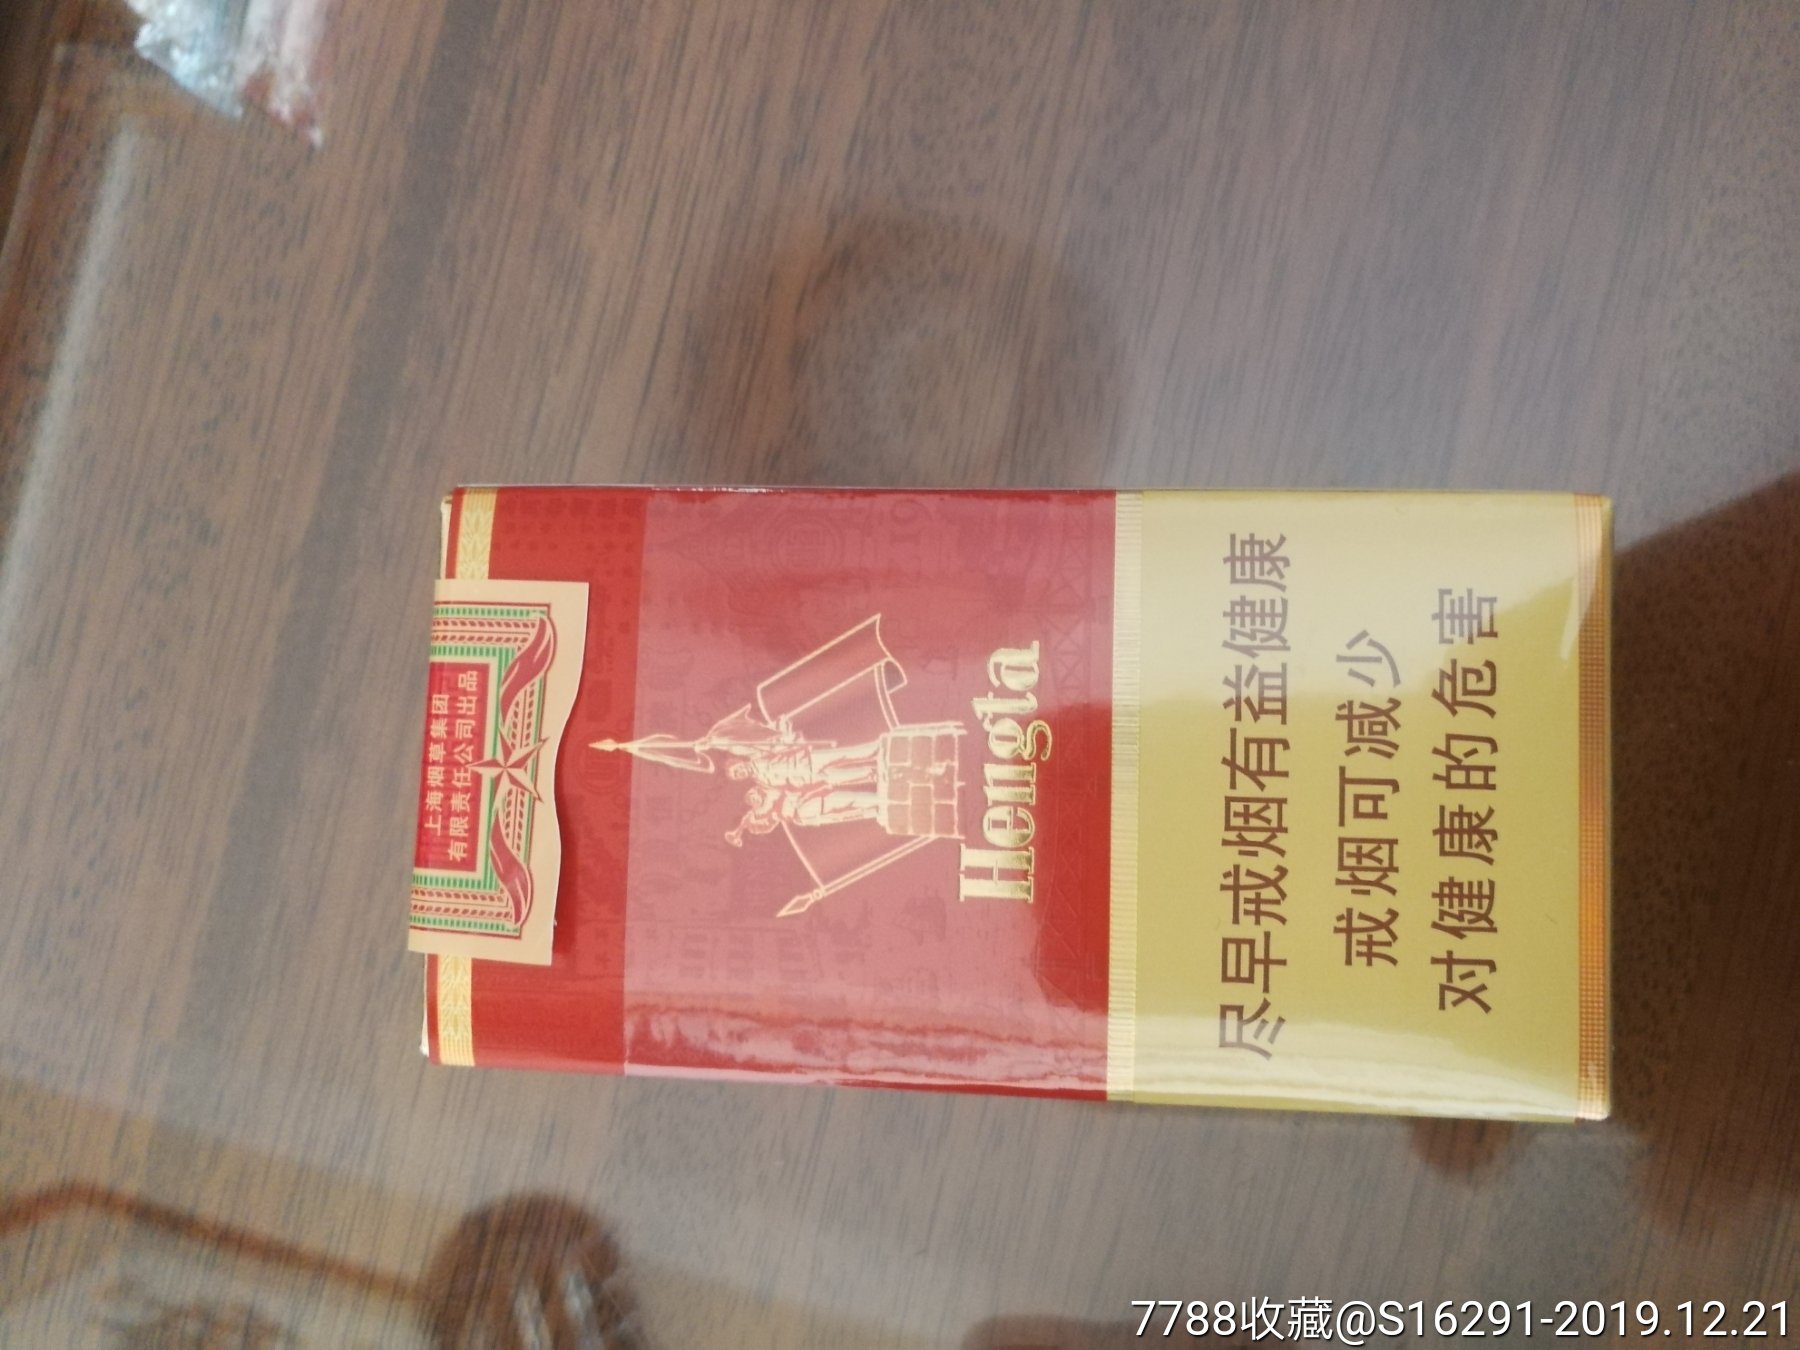 上海烟草集团
有限责任公司出品
Hengta
尽早戒烟有益健康
戒烟可减少
对健康的危害
7788收藏@S16291-2019.12.21